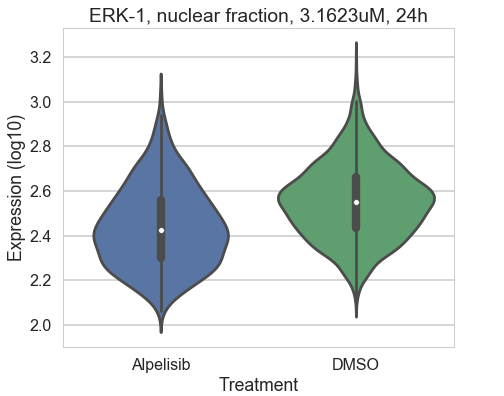 ERK-1, nuclear fraction, 3.1623uM, 24h
Expression (log10)
3.2
3.0
2.8
2.6
2.4
2.2
2.0
Alpelisib
DMSO
Treatment